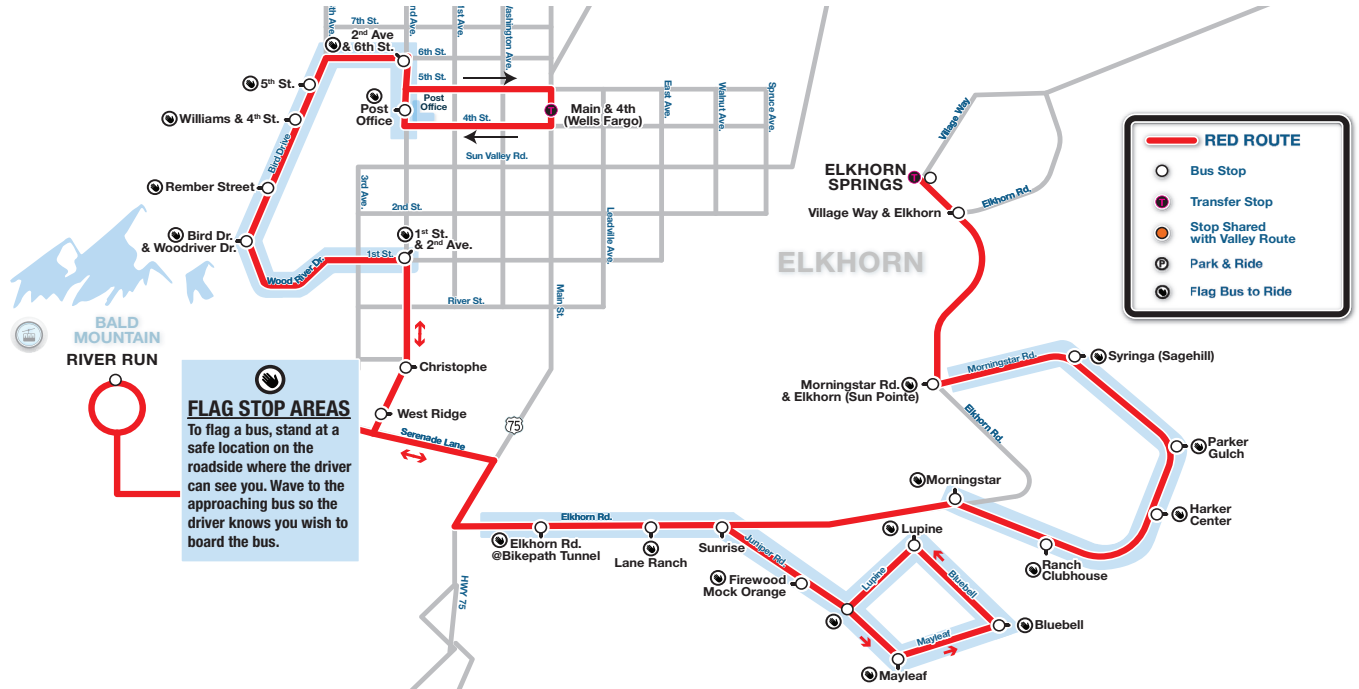 4th Ave.
2nd Ave.
1st Ave.
Washington Ave.
7th St.
2nd Ave
& 6th St.
6th St.
5th St.
5th St.
Post
Office
Post
Office
Main & 4th
(Wells Fargo)
4th St.
Williams & 4th St.
Bird Drive
Sun Valley Rd.
East Ave.
Walnut Ave.
Spruce Ave.
Rember Street
3rd Ave.
2nd St.
Leadville Ave.
Bird Dr.
& Woodriver Dr.
1st St.
& 2nd Ave.
1st St.
Wood River Dr.
River St.
Main St.
BALD
MOUNTAIN
RIVER RUN
Christophe
West Ridge
Serenade Lane
75
HWY 75
FLAG STOP AREAS
To flag a bus, stand at a
safe location on the
roadside where the driver
can see you. Wave to the
approaching bus so the
driver knows you wish to
board the bus.
Village Way
ELKHORN
SPRINGS
T
Village Way & Elkhorn
Elkhorn Rd.
ELKHORN
RED ROUTE
Bus Stop
T
Transfer Stop
Stop Shared
with Valley Route
P
Park & Ride
Flag Bus to Ride
Morningstar Rd.
Syringa (Sagehill)
Morningstar Rd.
& Elkhorn (Sun Pointe)
Elkhorn Rd.
Parker
Gulch
Harker
Center
Morningstar
Ranch
Clubhouse
Elkhorn Rd.
Elkhorn Rd.
@Bikepath Tunnel
Lane Ranch
Sunrise
Juniper Rd.
Firewood
Mock Orange
Lupine
Lupine
Bluebell
Bluebell
Mayleaf
Mayleaf
T